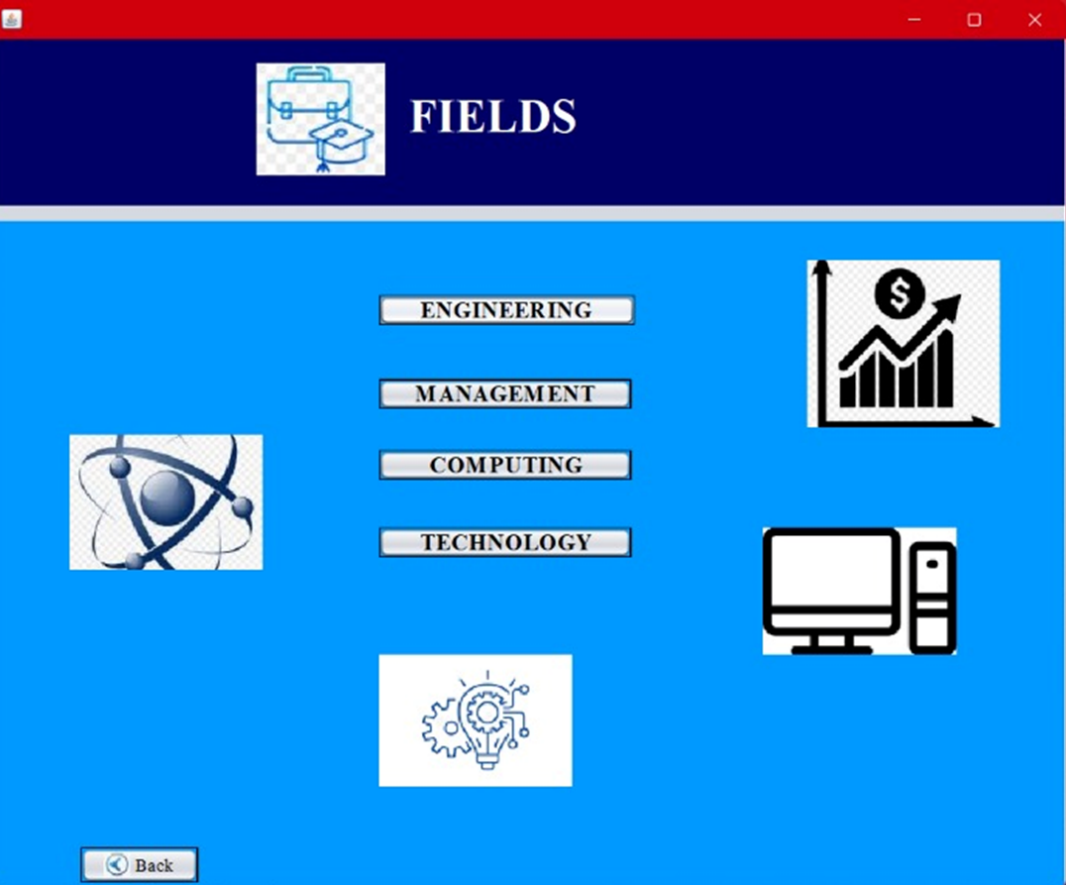 FIELDS
$
ENGINEERING
MANAGEMENT
COMPUTING
TECHNOLOGY
Back